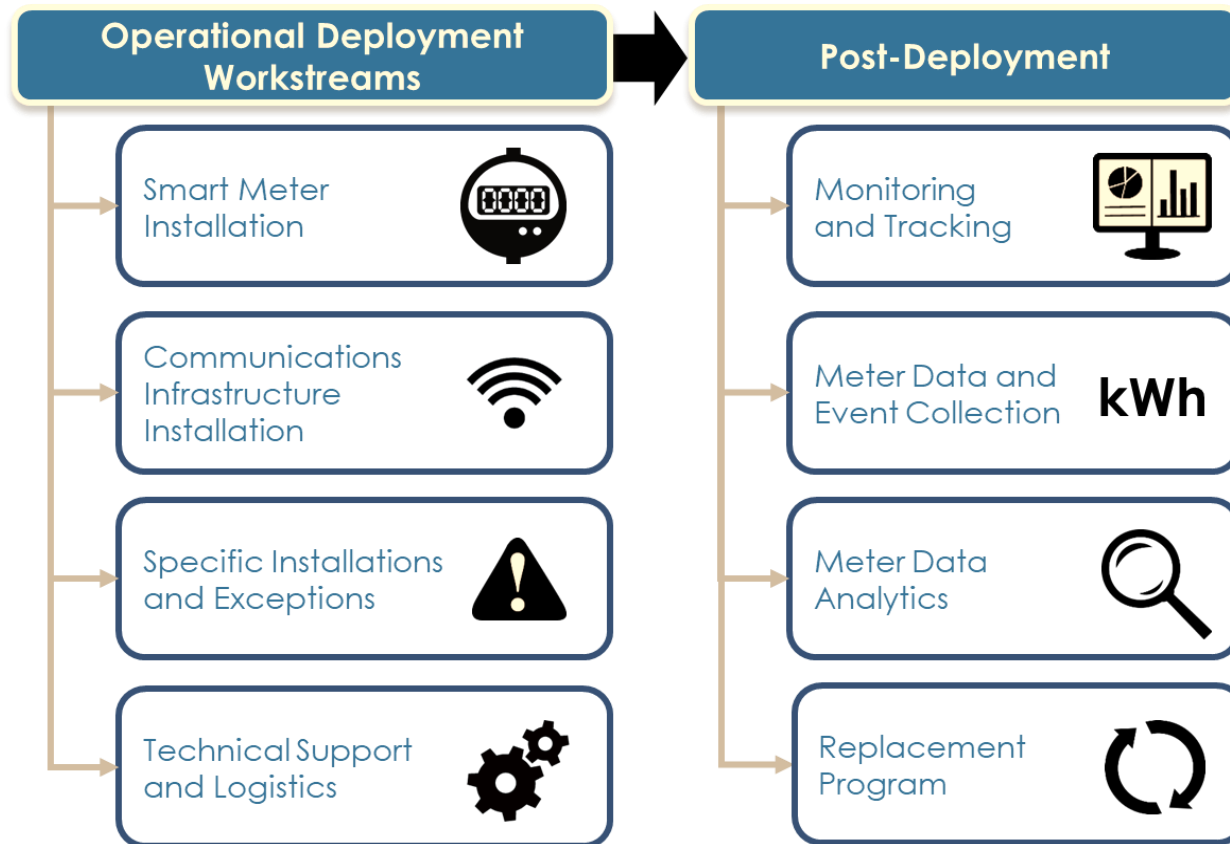 Operational Deployment
Workstreams
Smart Meter
Installation
0000
Communications
Infrastructure
Installation
Specific Installations
and Exceptions
!
Technical Support
and Logistics
Post-Deployment
Monitoring
and Tracking
Meter Data and
Event Collection
kWh
Meter Data
Analytics
Replacement
Program